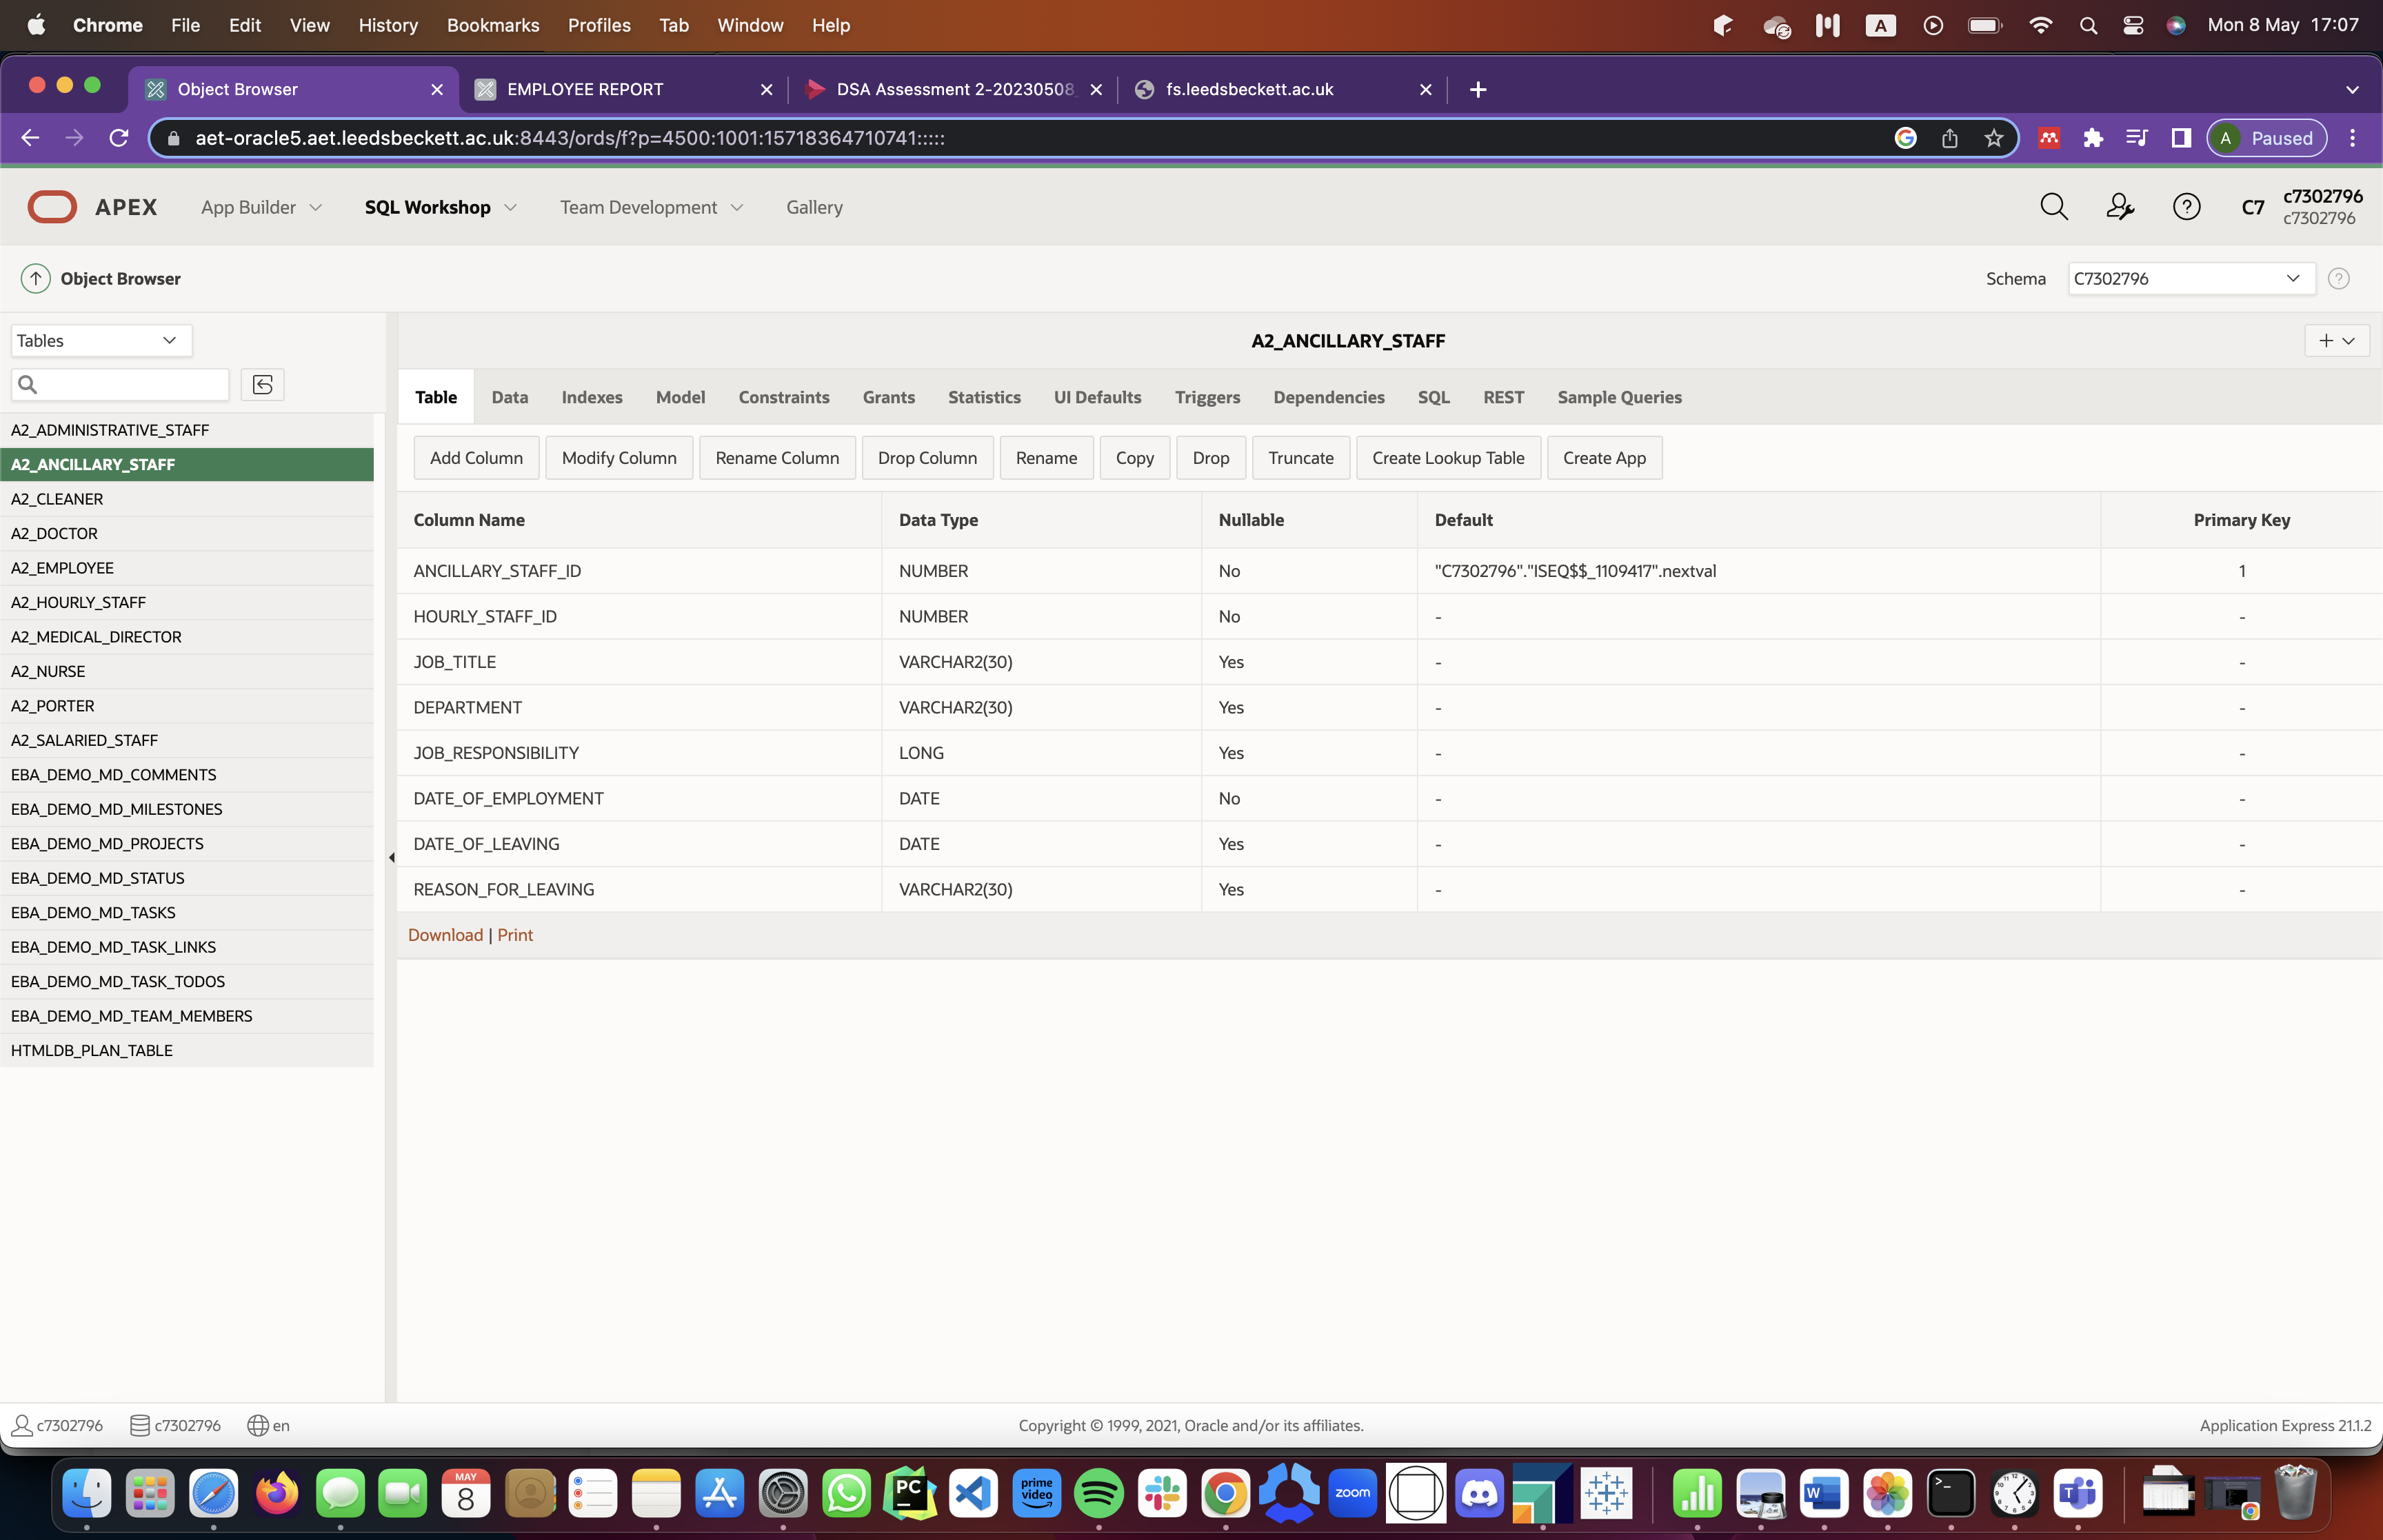 Chrome File Edit View History Bookmarks Profiles Tab Window Help A Mon 8 May 17:07
Object Browser EMPLOYEE REPORT DSA Assessment 2-20230508_ fs.leedsbeckett.ac.uk
aet-oracle5.aet.leedsbeckett.ac.uk:8443/ords/f?p=4500:1001:15718364710741::::: A Paused
APEX App Builder SQL Workshop Team Development Gallery C7 c7302796
c7302796
Object Browser Schema C7302796
Tables
A2_ANCILLARY_STAFF
Table Data Indexes Model Constraints Grants Statistics UI Defaults Triggers Dependencies SQL REST Sample Queries
Add Column Modify Column Rename Column Drop Column Rename Copy Drop Truncate Create Lookup Table Create App
A2_ADMINISTRATIVE_STAFF
A2_ANCILLARY_STAFF
A2_CLEANER
A2_DOCTOR
A2_EMPLOYEE
A2_HOURLY_STAFF
A2_MEDICAL_DIRECTOR
A2_NURSE
A2_PORTER
A2_SALARIED_STAFF
EBA_DEMO_MD_COMMENTS
EBA_DEMO_MD_MILESTONES
EBA_DEMO_MD_PROJECTS
EBA_DEMO_MD_STATUS
EBA_DEMO_MD_TASKS
EBA_DEMO_MD_TASK_LINKS
EBA_DEMO_MD_TASK_TODOS
EBA_DEMO_MD_TEAM_MEMBERS
HTMLDB_PLAN_TABLE
Column Name Data Type Nullable Default Primary Key
ANCILLARY_STAFF_ID NUMBER No "C7302796"."ISEQ$$_1109417".nextval 1
HOURLY_STAFF_ID NUMBER No - -
JOB_TITLE VARCHAR2(30) Yes - -
DEPARTMENT VARCHAR2(30) Yes - -
JOB_RESPONSIBILITY LONG Yes - -
DATE_OF_EMPLOYMENT DATE No - -
DATE_OF_LEAVING DATE Yes - -
REASON_FOR_LEAVING VARCHAR2(30) Yes - -
Download | Print
c7302796 c7302796 en Copyright © 1999, 2021, Oracle and/or its affiliates. Application Express 21.1.2
MAY
8
PC
prime video
zoom
W
T